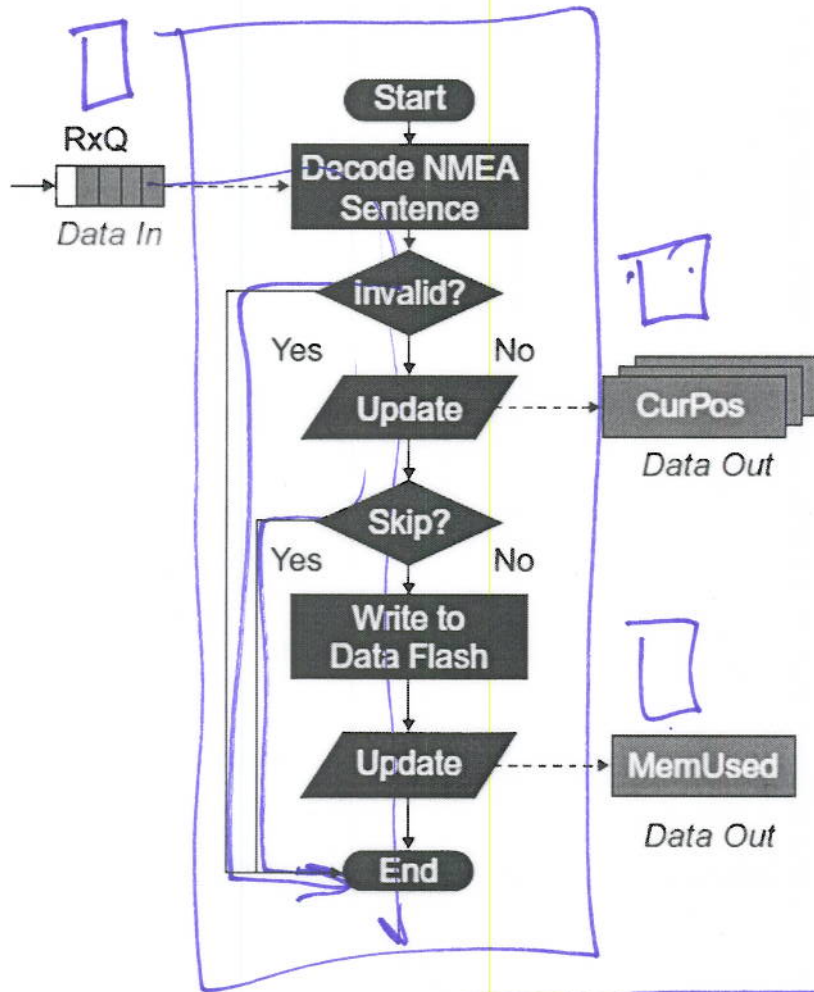 Start
RxQ
Decode NMEA
Sentence
Data In
invalid?
Yes
No
Update
CurPos
Data Out
Skip?
Yes
No
Write to
Data Flash
Update
MemUsed
Data Out
End